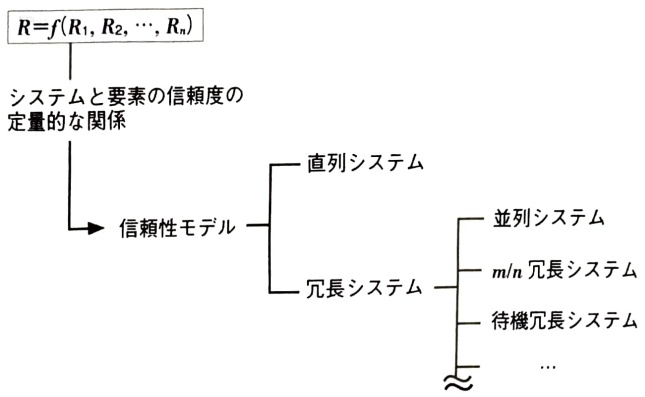 R=f(R1, R2, …, Rn)
システムと要素の信頼度の
定量的な関係
直列システム
信頼性モデル
並列システム
m/n 冗長システム
冗長システム
待機冗長システム
…